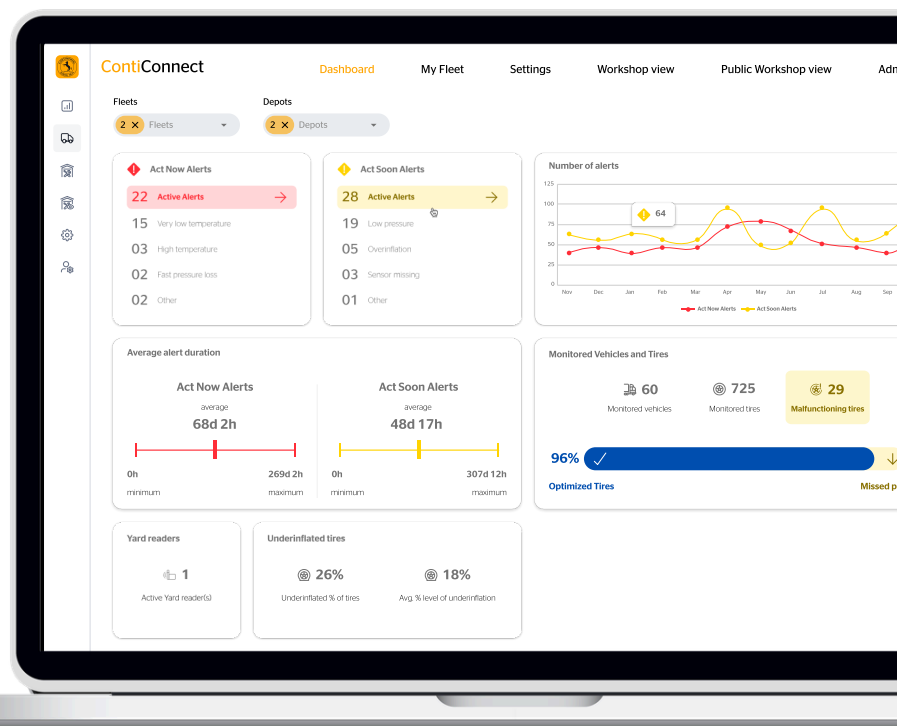 ContiConnect
Dashboard
My Fleet
Settings
Workshop view
Public Workshop view
Adm
Fleets
Depots
2 × Fleets
2 × Depots
Act Now Alerts
22 Active Alerts
15 Very low temperature
03 High temperature
02 Fast pressure loss
02 Other
Act Soon Alerts
28 Active Alerts
19 Low pressure
05 Overinflation
03 Sensor missing
01 Other
Number of alerts
125
100
75
50
25
0
64
Nov Dec Jan Feb Mar Apr May Jun Jul Aug Sep
Act Now Alerts Act Soon Alerts
Average alert duration
Act Now Alerts
average
68d 2h
0h 269d 2h
minimum maximum
Act Soon Alerts
average
48d 17h
0h 307d 12h
minimum maximum
Monitored Vehicles and Tires
60
Monitored vehicles
725
Monitored tires
29
Malfunctioning tires
96%
Optimized Tires
Missed p
Yard readers
1
Active Yard reader(s)
Underinflated tires
26%
Underinflated % of tires
18%
Avg. % level of underinflation